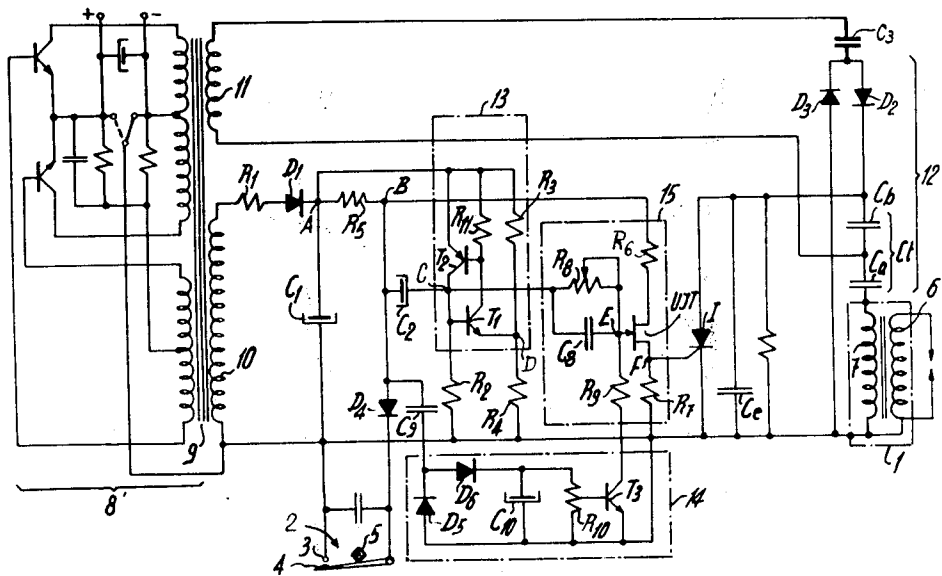 + -
C3
11
13
D3
D2
12
R1
D1
R3
15
A
B
R5
R11
R6
Cb
T2
R8
Ct
C
C1
UJT
Ca
6
C2
T1
E
I
D
C8
F
7
10
R2
R9
R7
D4
C9
R4
Ce
9
1
8'
D6
T3
14
2
5
D5
C10
R10
3
4